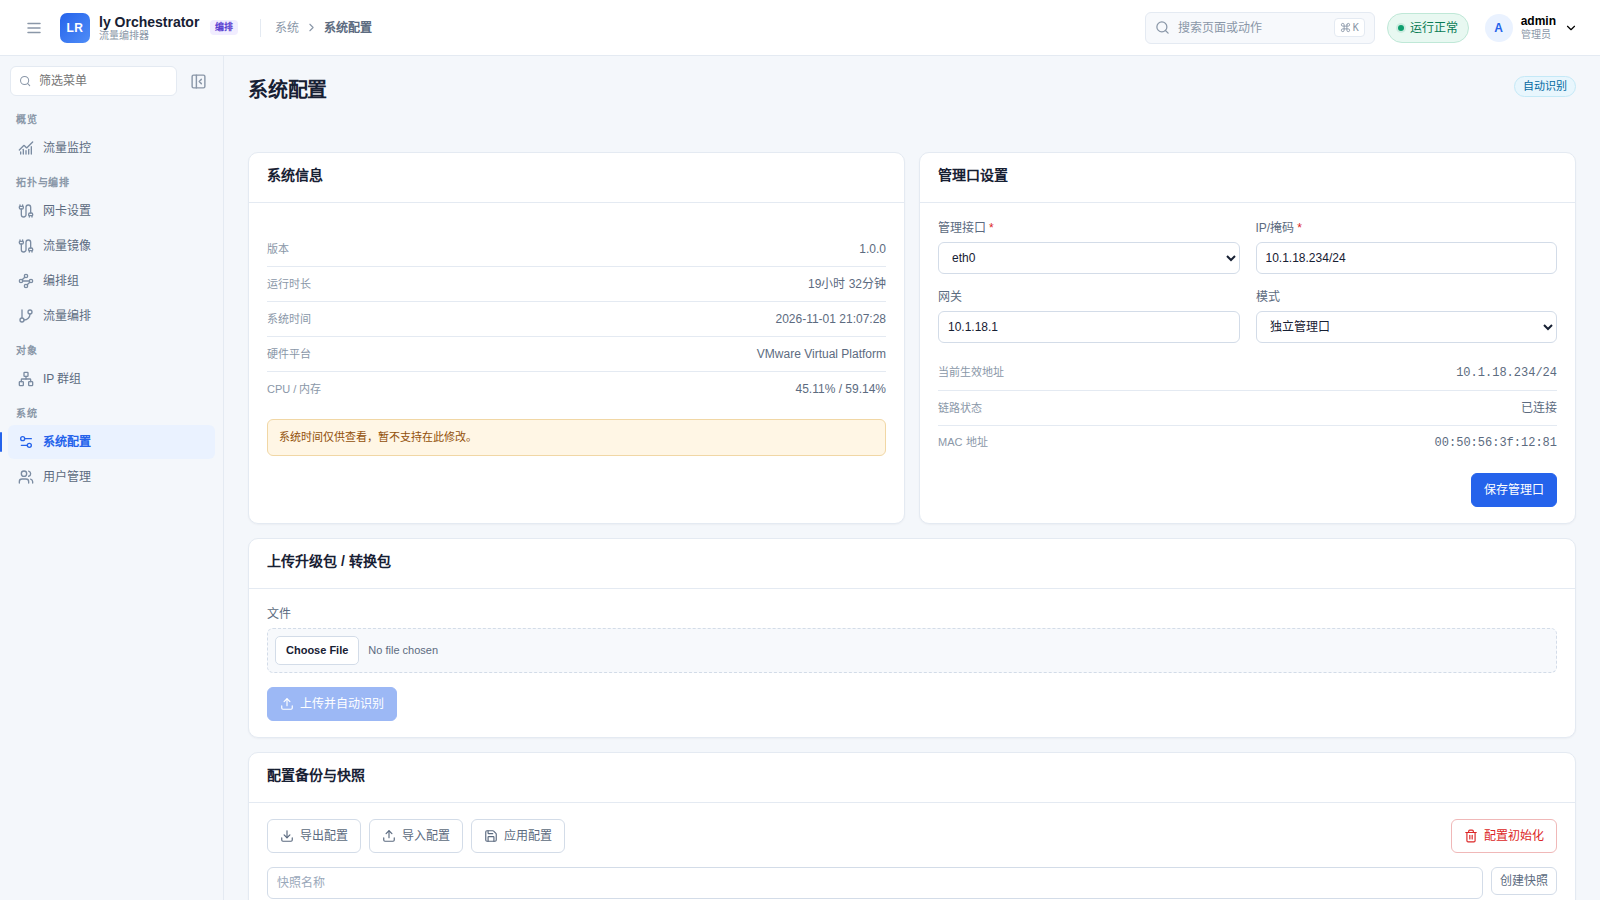 LR
ly Orchestrator
流量编排器
编排
系统
系统配置
搜索页面或动作
⌘K
运行正常
A
admin
管理员
筛选菜单
概览
流量监控
拓扑与编排
网卡设置
流量镜像
编排组
流量编排
对象
IP 群组
系统
系统配置
用户管理
系统配置
自动识别
系统信息
版本
1.0.0
运行时长
19小时 32分钟
系统时间
2026-11-01 21:07:28
硬件平台
VMware Virtual Platform
CPU / 内存
45.11% / 59.14%
系统时间仅供查看，暂不支持在此修改。
管理口设置
管理接口 *
IP/掩码 *
eth0
10.1.18.234/24
网关
模式
10.1.18.1
独立管理口
当前生效地址
10.1.18.234/24
链路状态
已连接
MAC 地址
00:50:56:3f:12:81
保存管理口
上传升级包 / 转换包
文件
Choose File
No file chosen
上传并自动识别
配置备份与快照
导出配置
导入配置
应用配置
配置初始化
快照名称
创建快照